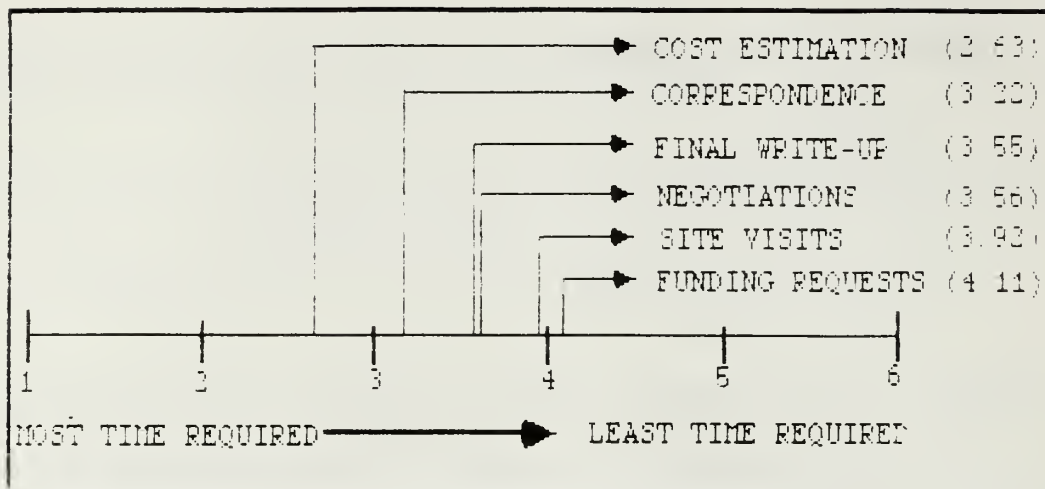 COST ESTIMATION (2.63)
CORRESPONDENCE (3.22)
FINAL WRITE-UP (3.55)
NEGOTIATIONS (3.56)
SITE VISITS (3.92)
FUNDING REQUESTS (4.11)
1 2 3 4 5 6
MOST TIME REQUIRED LEAST TIME REQUIRED